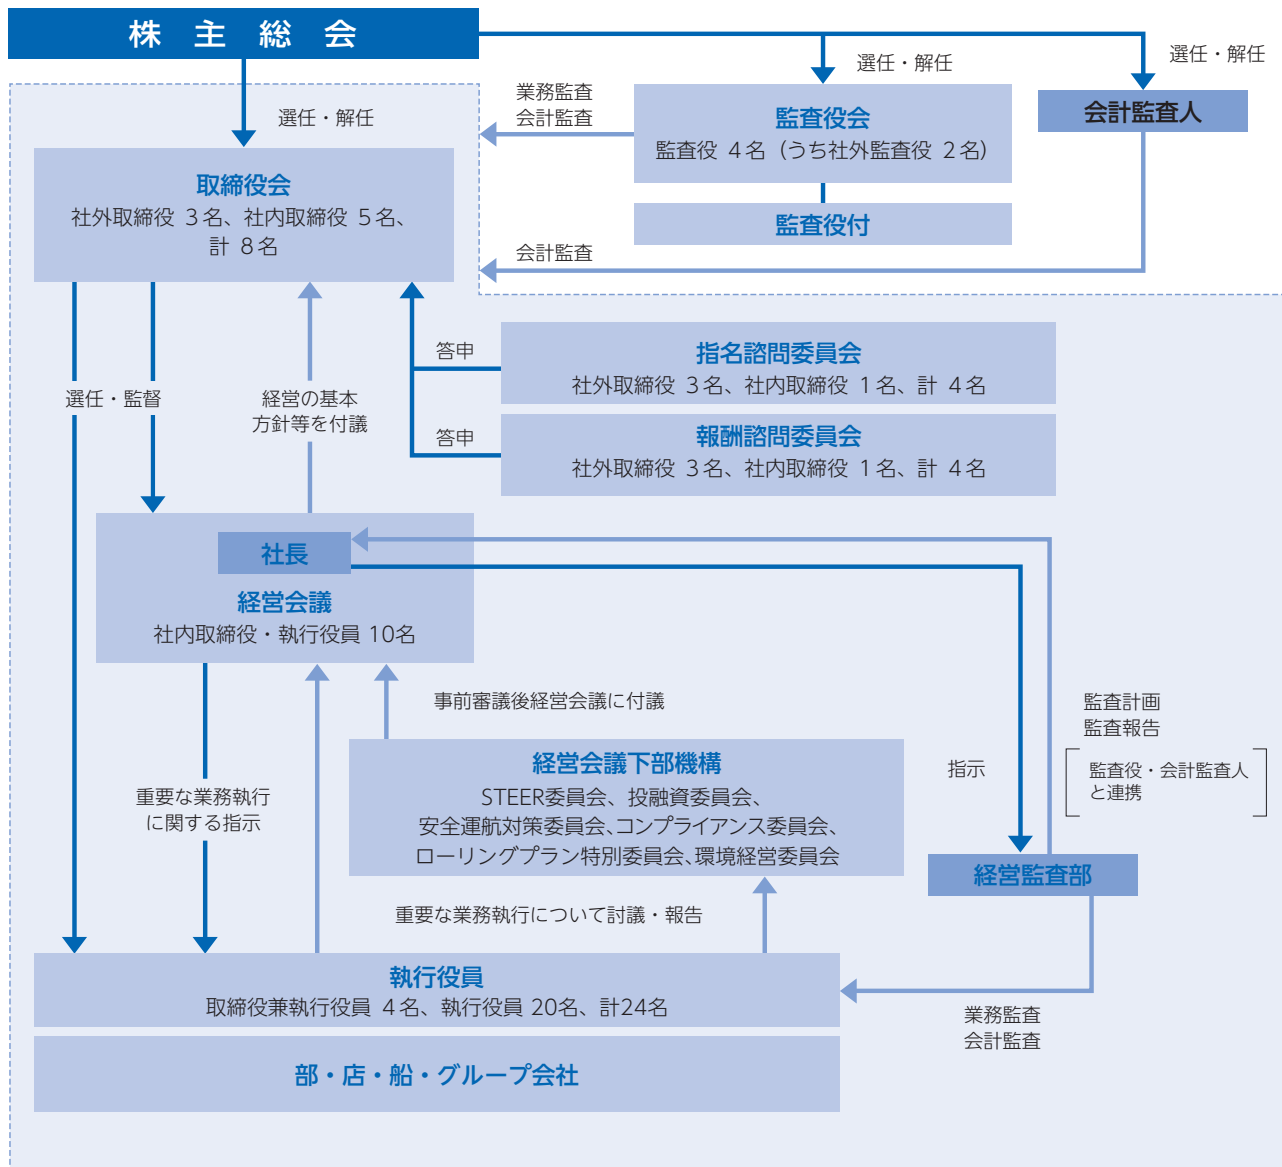 株 主 総 会
選任・解任
選任・解任
選任・解任
業務監査
会計監査
監査役会
監査役 4名（うち社外監査役 2名）
会計監査人
監査役付
会計監査
取締役会
社外取締役 3名、社内取締役 5名、
計 8名
選任・監督
経営の基本
方針等を付議
答申
指名諮問委員会
社外取締役 3名、社内取締役 1名、計 4名
答申
報酬諮問委員会
社外取締役 3名、社内取締役 1名、計 4名
社長
経営会議
社内取締役・執行役員 10名
事前審議後経営会議に付議
経営会議下部機構
STEER委員会、投融資委員会、
安全運航対策委員会、コンプライアンス委員会、
ローリングプラン特別委員会、環境経営委員会
重要な業務執行
に関する指示
指示
監査計画
監査報告
監査役・会計監査人
と連携
経営監査部
重要な業務執行について討議・報告
執行役員
取締役兼執行役員 4名、執行役員 20名、計24名
業務監査
会計監査
部・店・船・グループ会社